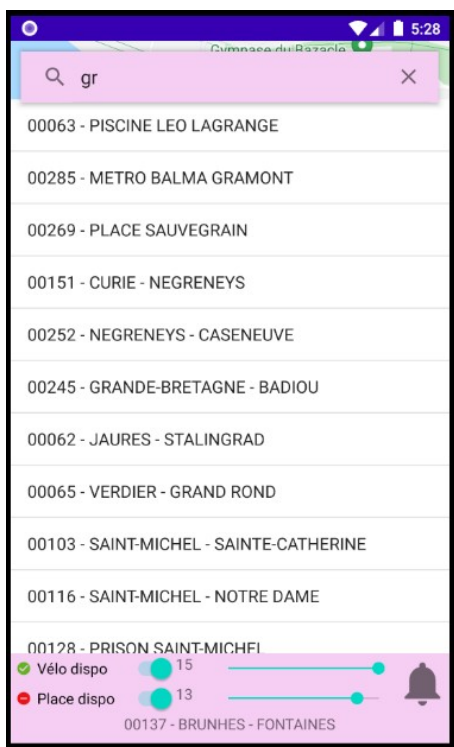 5:28
Gymnase du Bazacle
gr
00063 - PISCINE LEO LAGRANGE
00285 - METRO BALMA GRAMONT
00269 - PLACE SAUVEGRAIN
00151 - CURIE - NEGRENEYS
00252 - NEGRENEYS - CASENEUVE
00245 - GRANDE-BRETAGNE - BADIOU
00062 - JAURES - STALINGRAD
00065 - VERDIER - GRAND ROND
00103 - SAINT-MICHEL - SAINTE-CATHERINE
00116 - SAINT-MICHEL - NOTRE DAME
00128 - PRISON SAINT-MICHEL
Vélo dispo 15
Place dispo 13
00137 - BRUNHES - FONTAINES